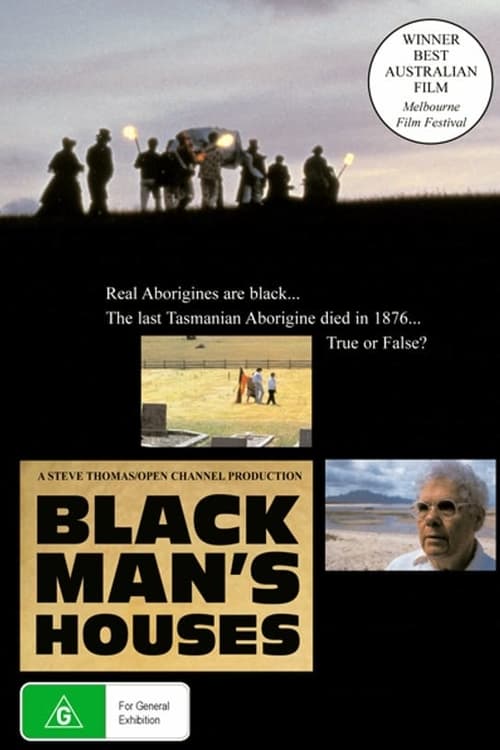 WINNER
BEST
AUSTRALIAN
FILM
Melbourne
Film Festival
Real Aborigines are black...
The last Tasmanian Aborigine died in 1876...
True or False?
A STEVE THOMAS/OPEN CHANNEL PRODUCTION
BLACK
MAN'S
HOUSES
G
For General
Exhibition